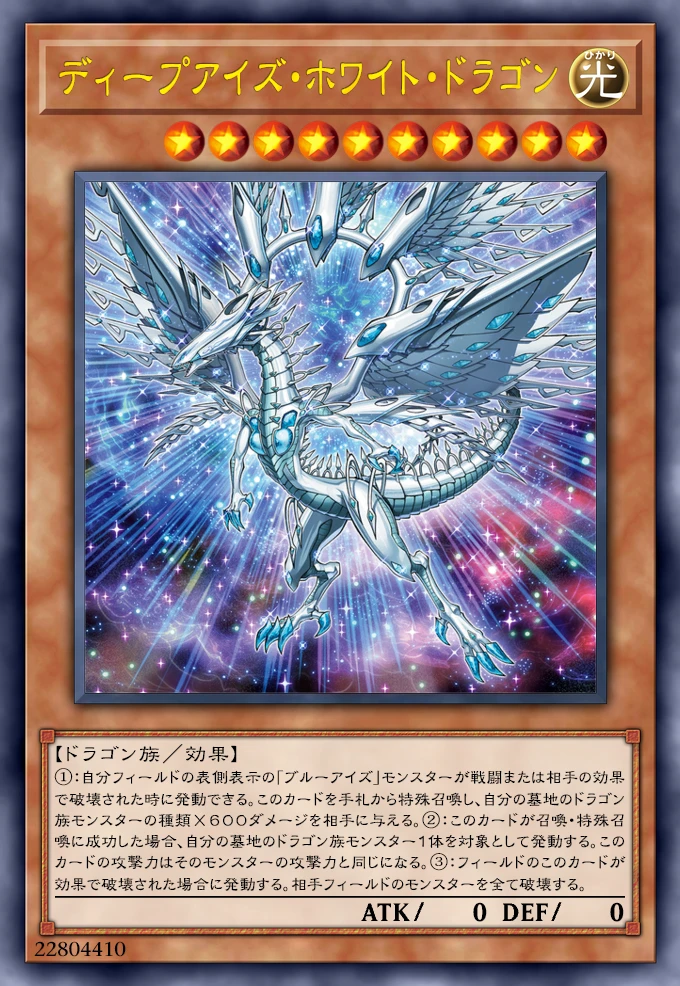 ディープアイズ・ホワイト・ドラゴン
ひかり
光
【ドラゴン族／効果】
①：自分フィールドの表側表示の「ブルーアイズ」モンスターが戦闘または相手の効果
で破壊された時に発動できる。このカードを手札から特殊召喚し、自分の墓地のドラゴン
族モンスターの種類×６００ダメージを相手に与える。②：このカードが召喚・特殊召
喚に成功した場合、自分の墓地のドラゴン族モンスター１体を対象として発動する。この
カードの攻撃力はそのモンスターの攻撃力と同じになる。③：フィールドのこのカードが
効果で破壊された場合に発動する。相手フィールドのモンスターを全て破壊する。
ATK/ 0 DEF/ 0
22804410